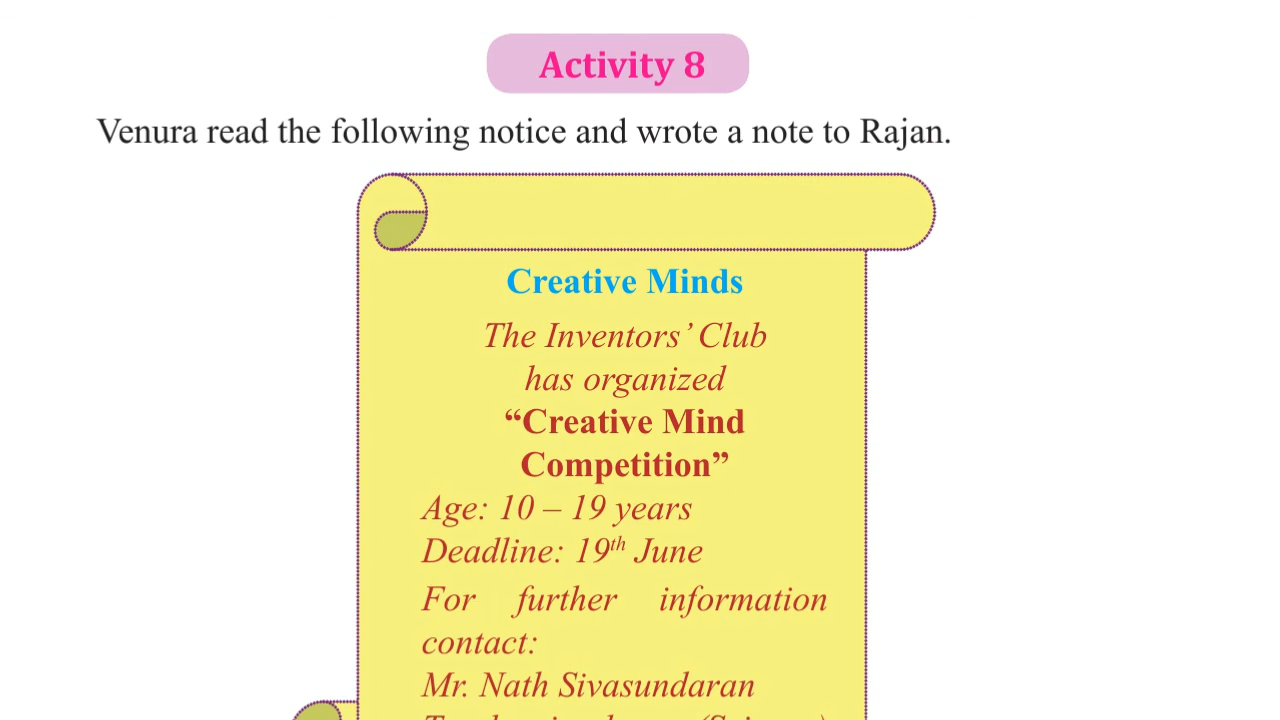 Activity 8
Venura read the following notice and wrote a note to Rajan.
Creative Minds
The Inventors’ Club
has organized
“Creative Mind
Competition”
Age: 10 – 19 years
Deadline: 19th June
For further information
contact:
Mr. Nath Sivasundaran